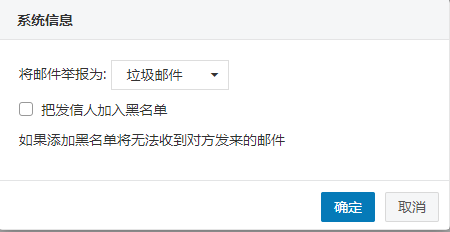 系统信息
将邮件举报为: 垃圾邮件
把发信人加入黑名单
如果添加黑名单将无法收到对方发来的邮件
确定 取消